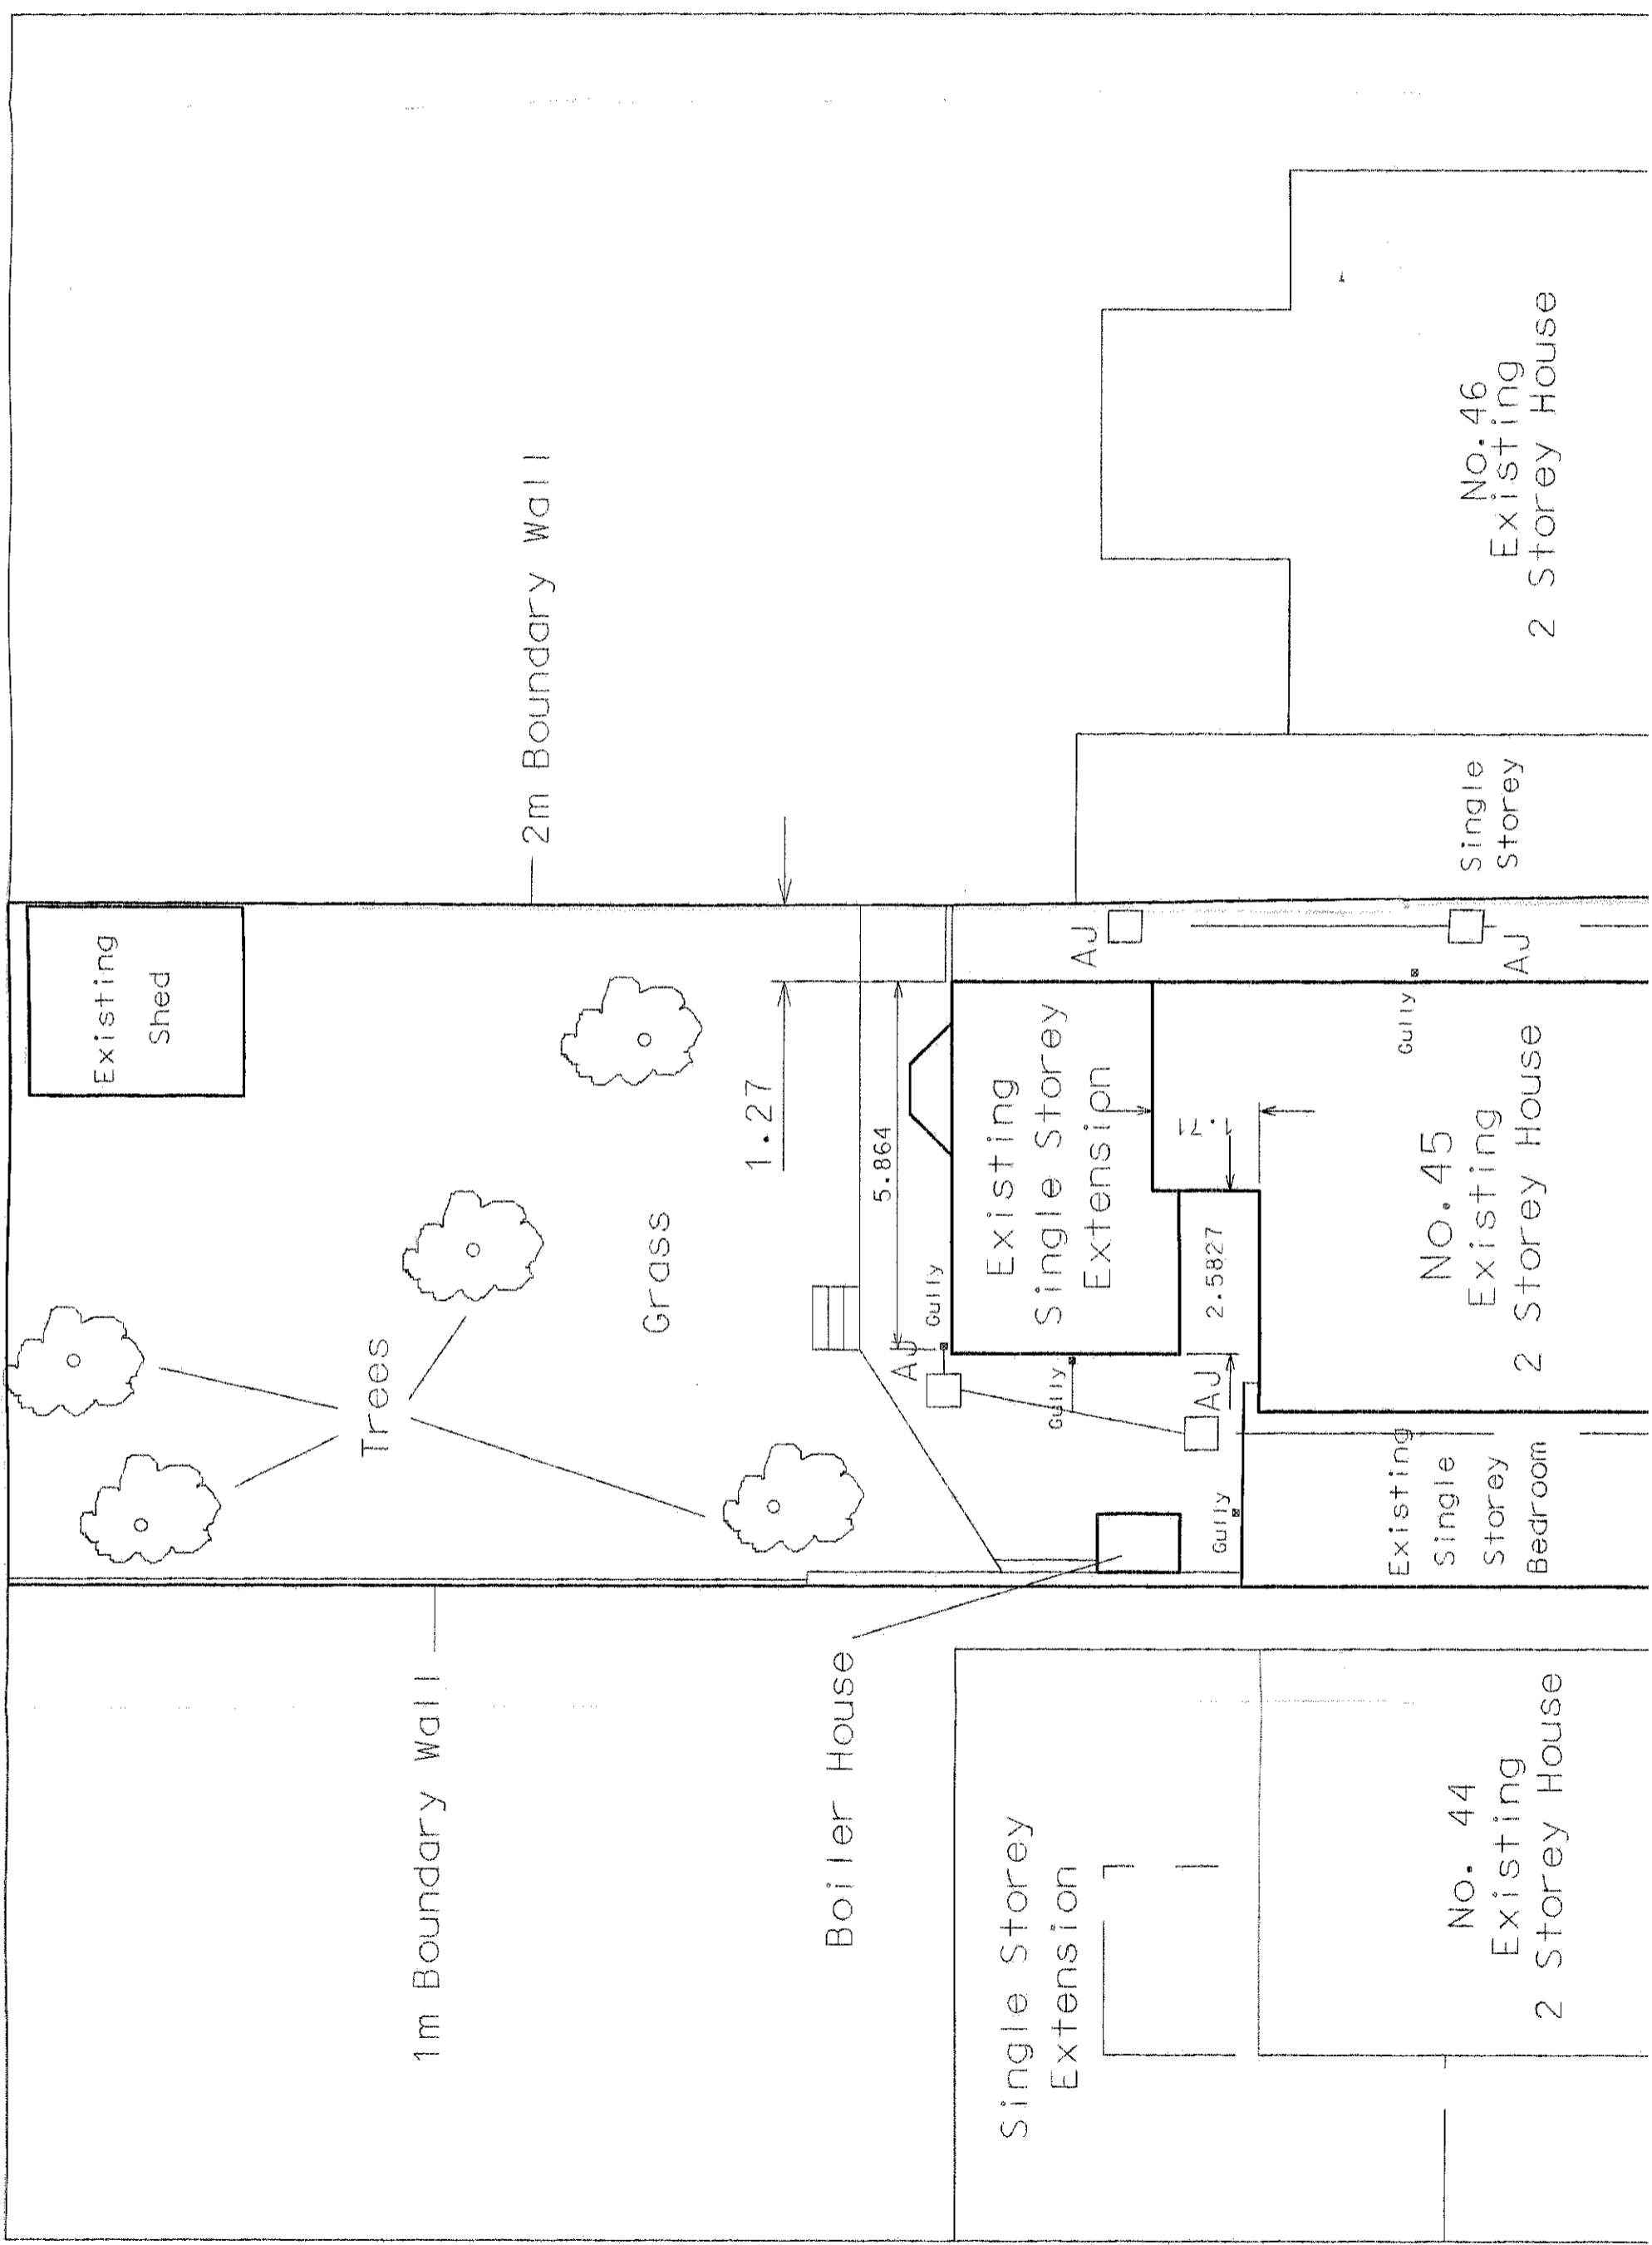 Existing
Shed
Trees
Grass
2m Boundary Wall
1m Boundary Wall
Boiler House
1.27
5.864
Gully
AJ
Existing
Single Storey
Extension
Gully
AJ
2.5827
Gully
AJ
Gully
AJ
Existing
Single
Storey
Bedroom
No.45
Existing
2 Storey House
Single
Storey
No.46
Existing
2 Storey House
Single Storey
Extension
No. 44
Existing
2 Storey House